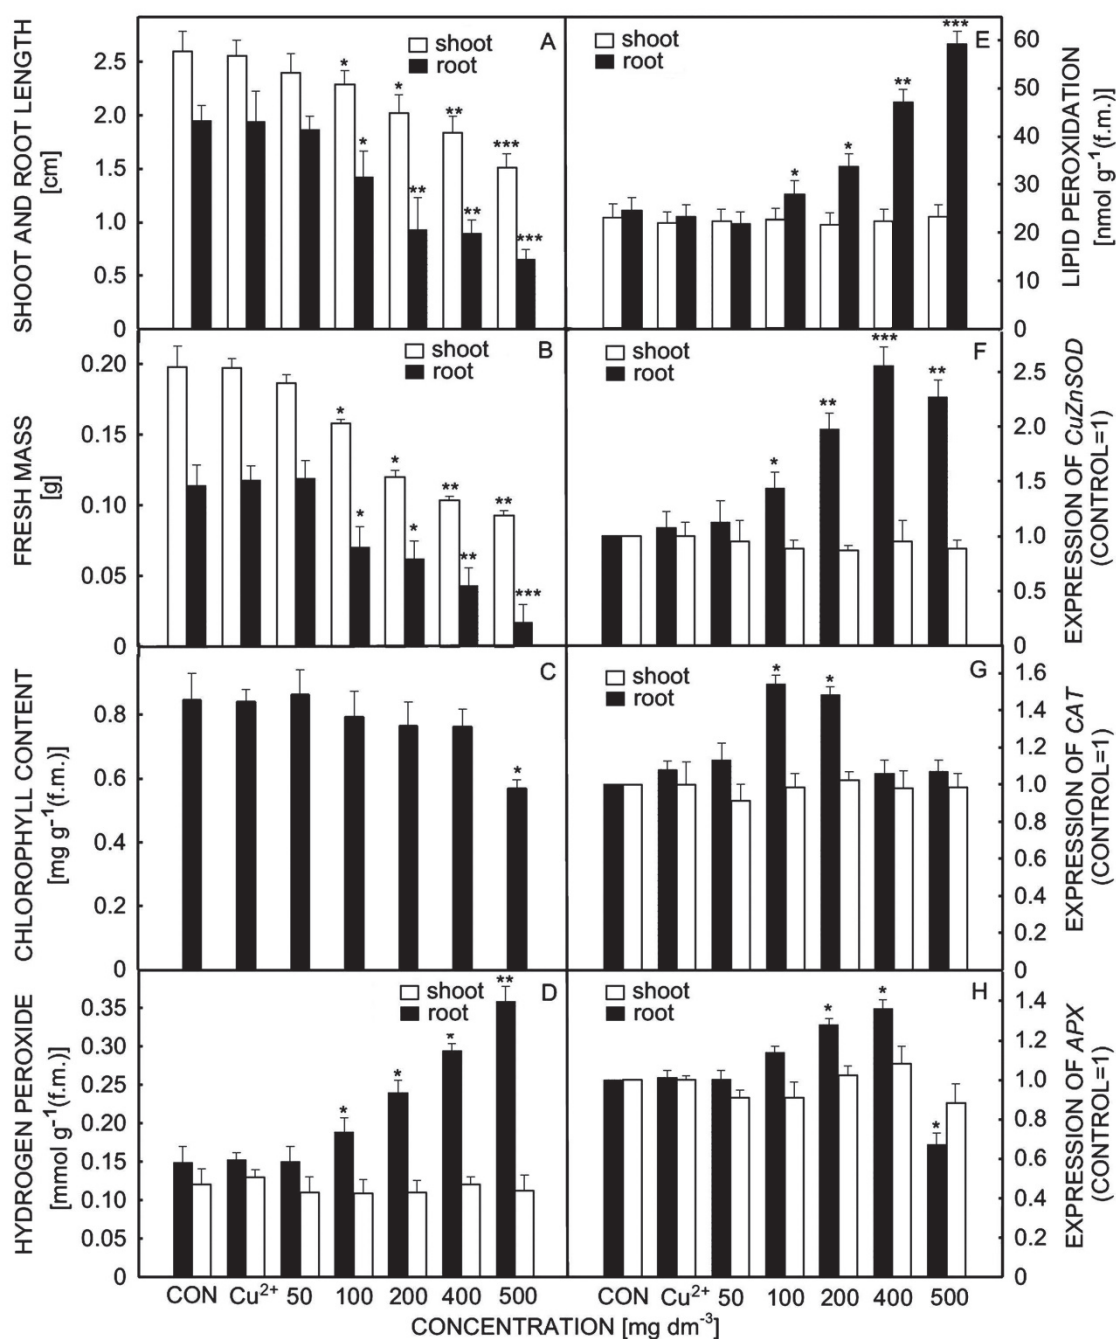 SHOOT AND ROOT LENGTH
[cm]
2.5
2.0
1.5
1.0
0.5
0
shoot
root
A
*
*
*
**
**
**
***
***
FRESH MASS
[g]
0.20
0.15
0.10
0.05
0
shoot
root
B
*
*
*
*
**
**
**
***
CHLOROPHYLL CONTENT
[mg g-1(f.m.)]
0.8
0.6
0.4
0.2
0
C
*
HYDROGEN PEROXIDE
[mmol g-1(f.m.)]
0.35
0.30
0.25
0.20
0.15
0.10
0.05
0
shoot
root
D
*
*
*
**
CON Cu2+ 50 100 200 400 500
shoot
root
E
*
*
**
***
60
50
40
30
20
10
0
LIPID PEROXIDATION
[nmol g-1(f.m.)]
shoot
root
F
*
**
***
**
2.5
2.0
1.5
1.0
0.5
0
EXPRESSION OF CuZnSOD
(CONTROL=1)
shoot
root
G
*
*
1.6
1.4
1.2
1.0
0.8
0.6
0.4
0.2
0
EXPRESSION OF CAT
(CONTROL=1)
shoot
root
H
*
*
*
1.4
1.2
1.0
0.8
0.6
0.4
0.2
0
EXPRESSION OF APX
(CONTROL=1)
CON Cu2+ 50 100 200 400 500
CONCENTRATION [mg dm-3]